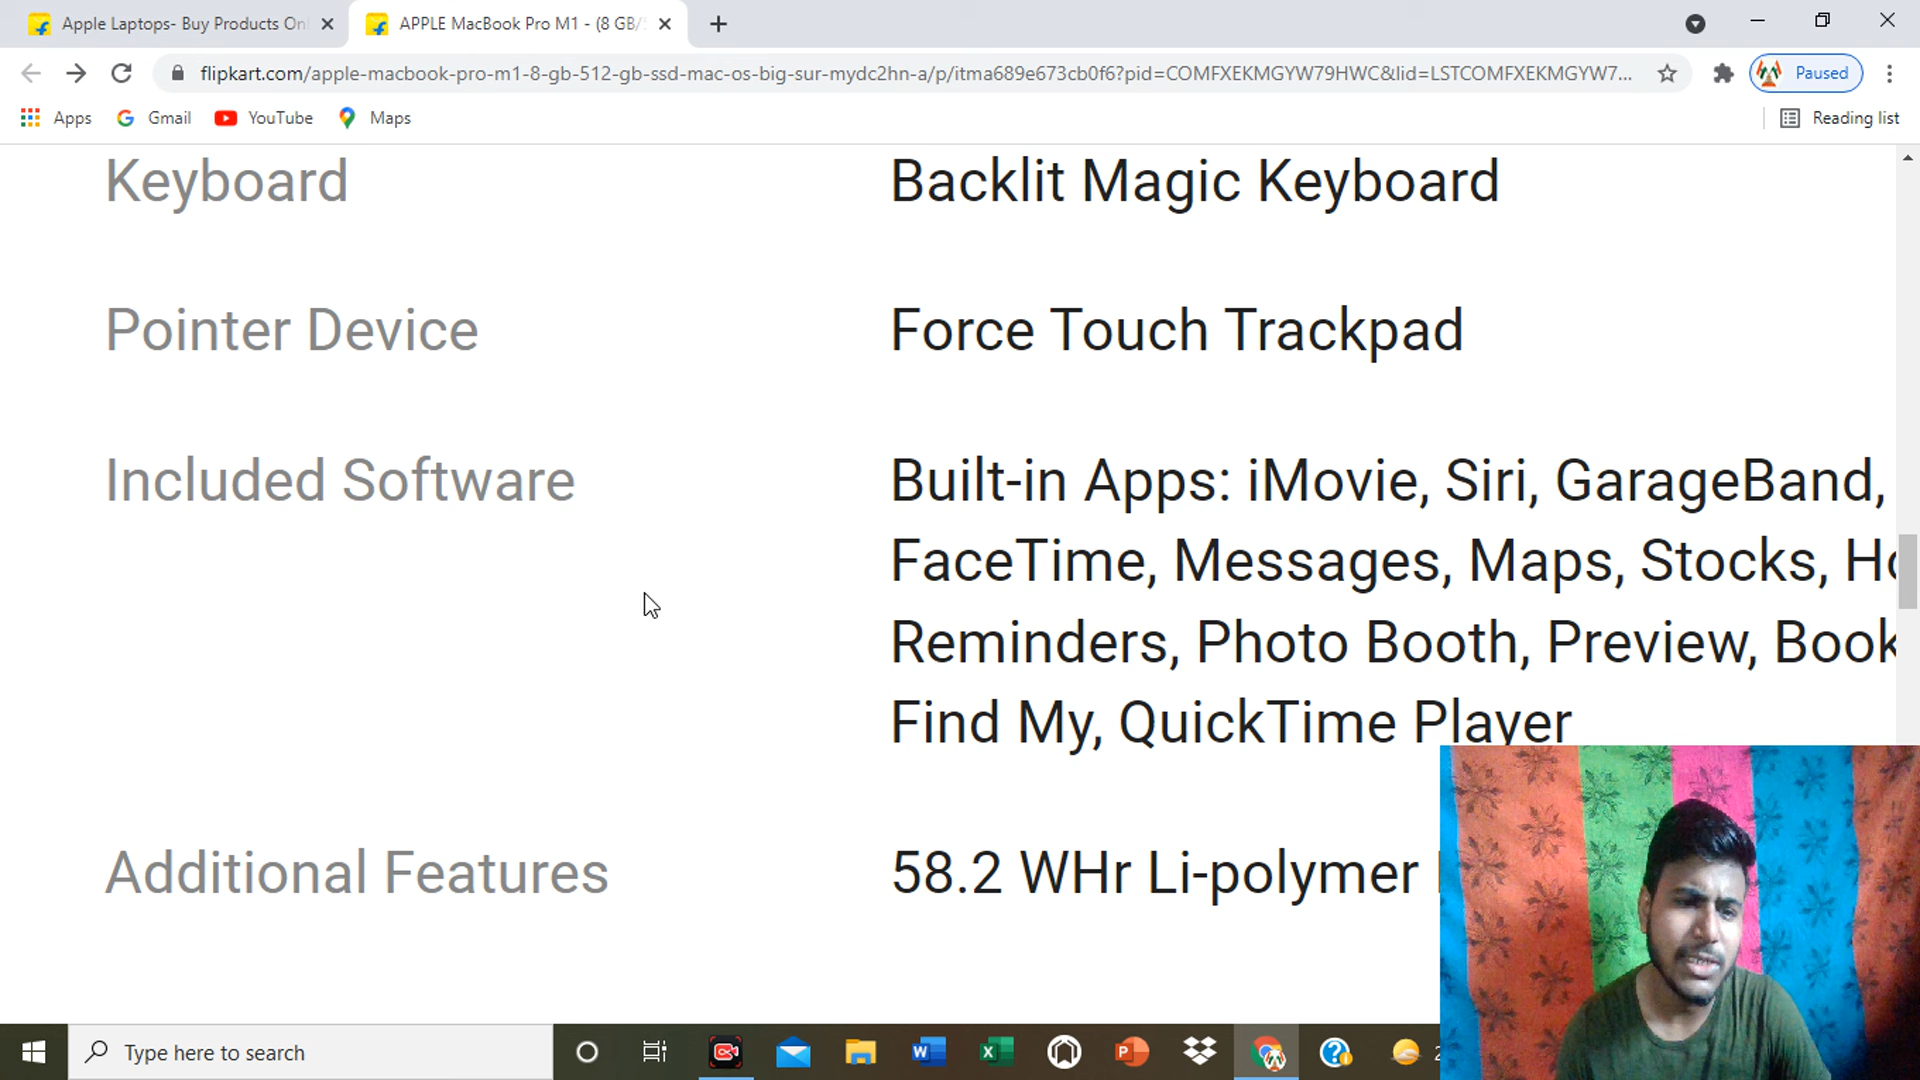 Apple Laptops- Buy Products Onl
APPLE MacBook Pro M1 - (8 GB/
flipkart.com/apple-macbook-pro-m1-8-gb-512-gb-ssd-mac-os-big-sur-mydc2hn-a/p/itma689e673cb0f6?pid=COMFXEKMGYW79HWC&lid=LSTCOMFXEKMGYW7...
Paused
Apps
Gmail
YouTube
Maps
Reading list
Keyboard
Backlit Magic Keyboard
Pointer Device
Force Touch Trackpad
Included Software
Built-in Apps: iMovie, Siri, GarageBand,
FaceTime, Messages, Maps, Stocks, Ho
Reminders, Photo Booth, Preview, Book
Find My, QuickTime Player
Additional Features
58.2 WHr Li-polymer
Type here to search